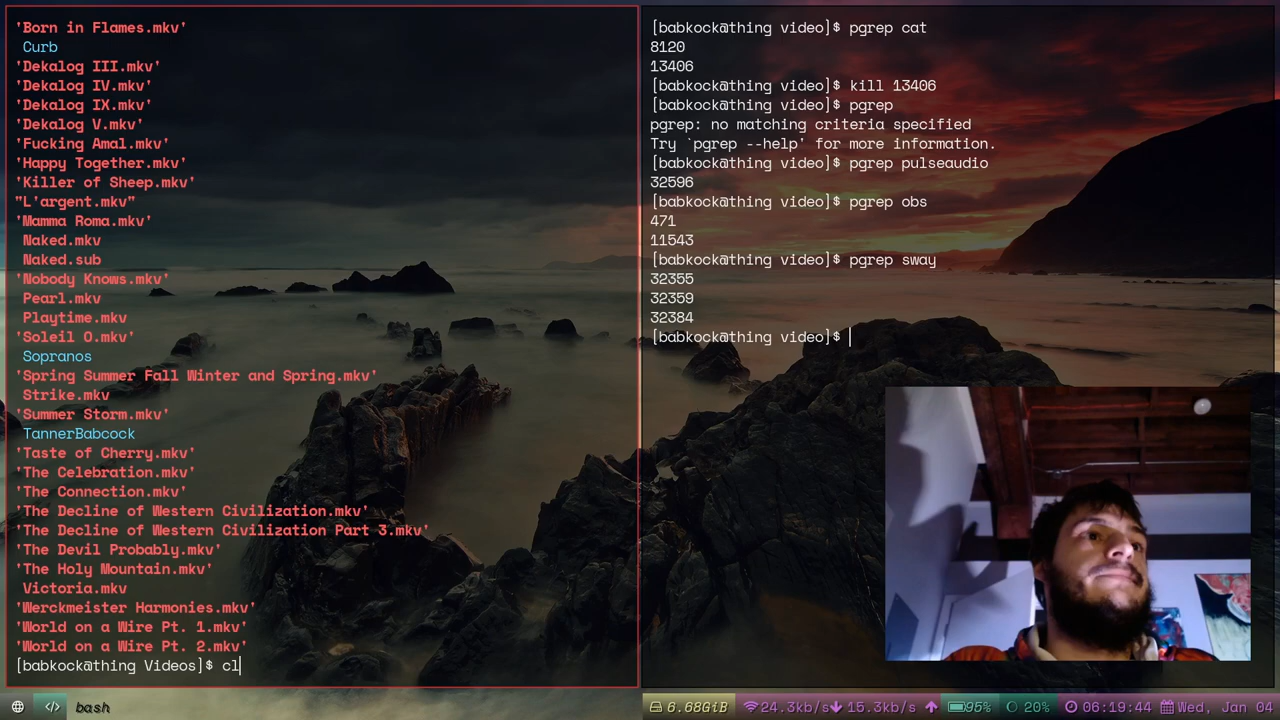 'Born in Flames.mkv'
Curb
'Dekalog III.mkv'
'Dekalog IV.mkv'
'Dekalog IX.mkv'
'Dekalog V.mkv'
'Fucking Amal.mkv'
'Happy Together.mkv'
'Killer of Sheep.mkv'
"L'argent.mkv"
'Mamma Roma.mkv'
Naked.mkv
Naked.sub
'Nobody Knows.mkv'
Pearl.mkv
Playtime.mkv
'Soleil O.mkv'
Sopranos
'Spring Summer Fall Winter and Spring.mkv'
Strike.mkv
'Summer Storm.mkv'
TannerBabcock
'Taste of Cherry.mkv'
'The Celebration.mkv'
'The Connection.mkv'
'The Decline of Western Civilization.mkv'
'The Decline of Western Civilization Part 3.mkv'
'The Devil Probably.mkv'
'The Holy Mountain.mkv'
Victoria.mkv
'Werckmeister Harmonies.mkv'
'World on a Wire Pt. 1.mkv'
'World on a Wire Pt. 2.mkv'
[babkock@thing Videos]$ cl
[babkock@thing video]$ pgrep cat
8120
13406
[babkock@thing video]$ kill 13406
[babkock@thing video]$ pgrep
pgrep: no matching criteria specified
Try `pgrep --help' for more information.
[babkock@thing video]$ pgrep pulseaudio
32596
[babkock@thing video]$ pgrep obs
471
11543
[babkock@thing video]$ pgrep sway
32355
32359
32384
[babkock@thing video]$
</> bash 6.68GiB 24.3kb/s 15.3kb/s 95% 20% 06:19:44 Wed, Jan 04